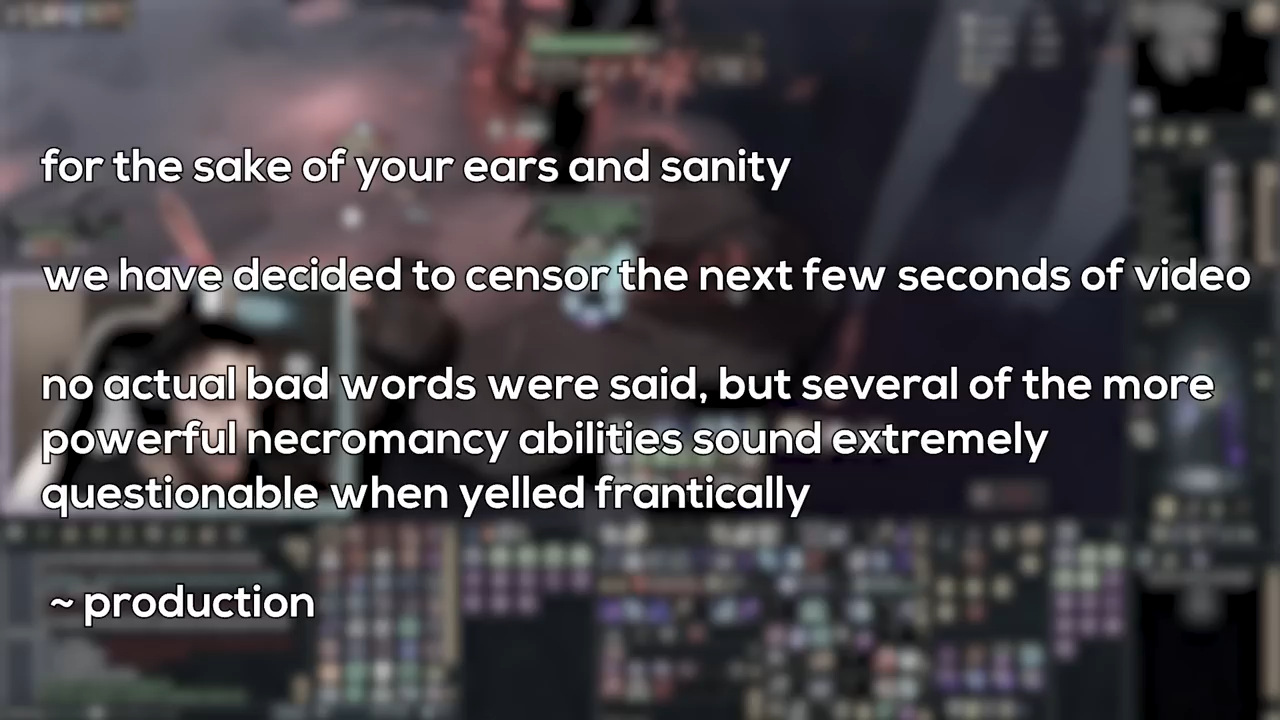 for the sake of your ears and sanity
we have decided to censor the next few seconds of video
no actual bad words were said, but several of the more
powerful necromancy abilities sound extremely
questionable when yelled frantically
~ production